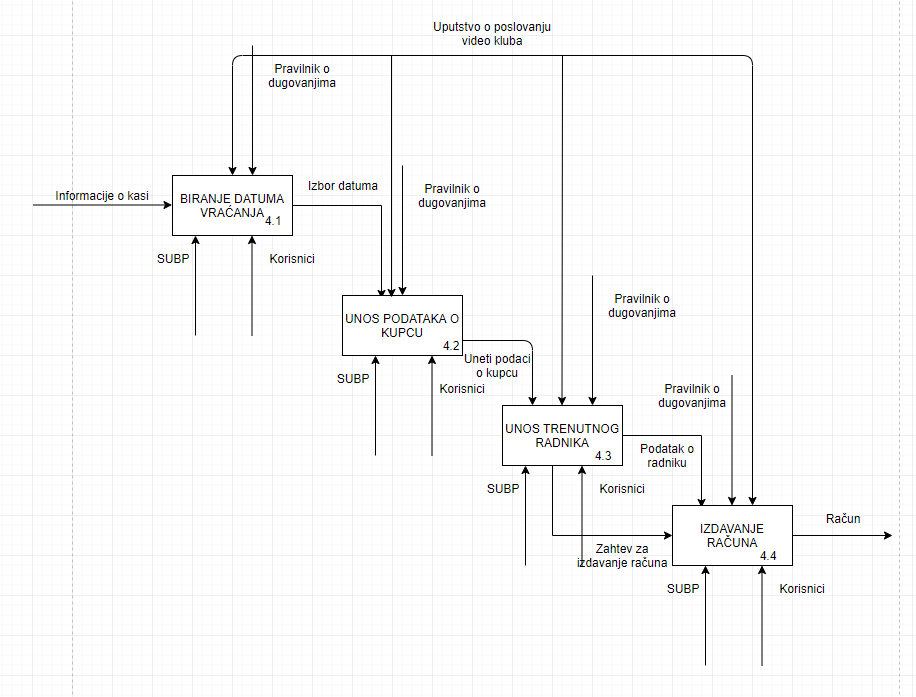 Uputstvo o poslovanju
video kluba
Pravilnik o
dugovanjima
Informacije o kasi
BIRANJE DATUMA
VRAĆANJA
4.1
Izbor datuma
Pravilnik o
dugovanjima
SUBP
Korisnici
UNOS PODATAKA O
KUPCU
4.2
Pravilnik o
dugovanjima
SUBP
Korisnici
Uneti podaci
o kupcu
UNOS TRENUTNOG
RADNIKA
4.3
Pravilnik o
dugovanjima
SUBP
Korisnici
Podatak o
radniku
Zahtev za
izdavanje računa
IZDAVANJE
RAČUNA
4.4
Račun
SUBP
Korisnici